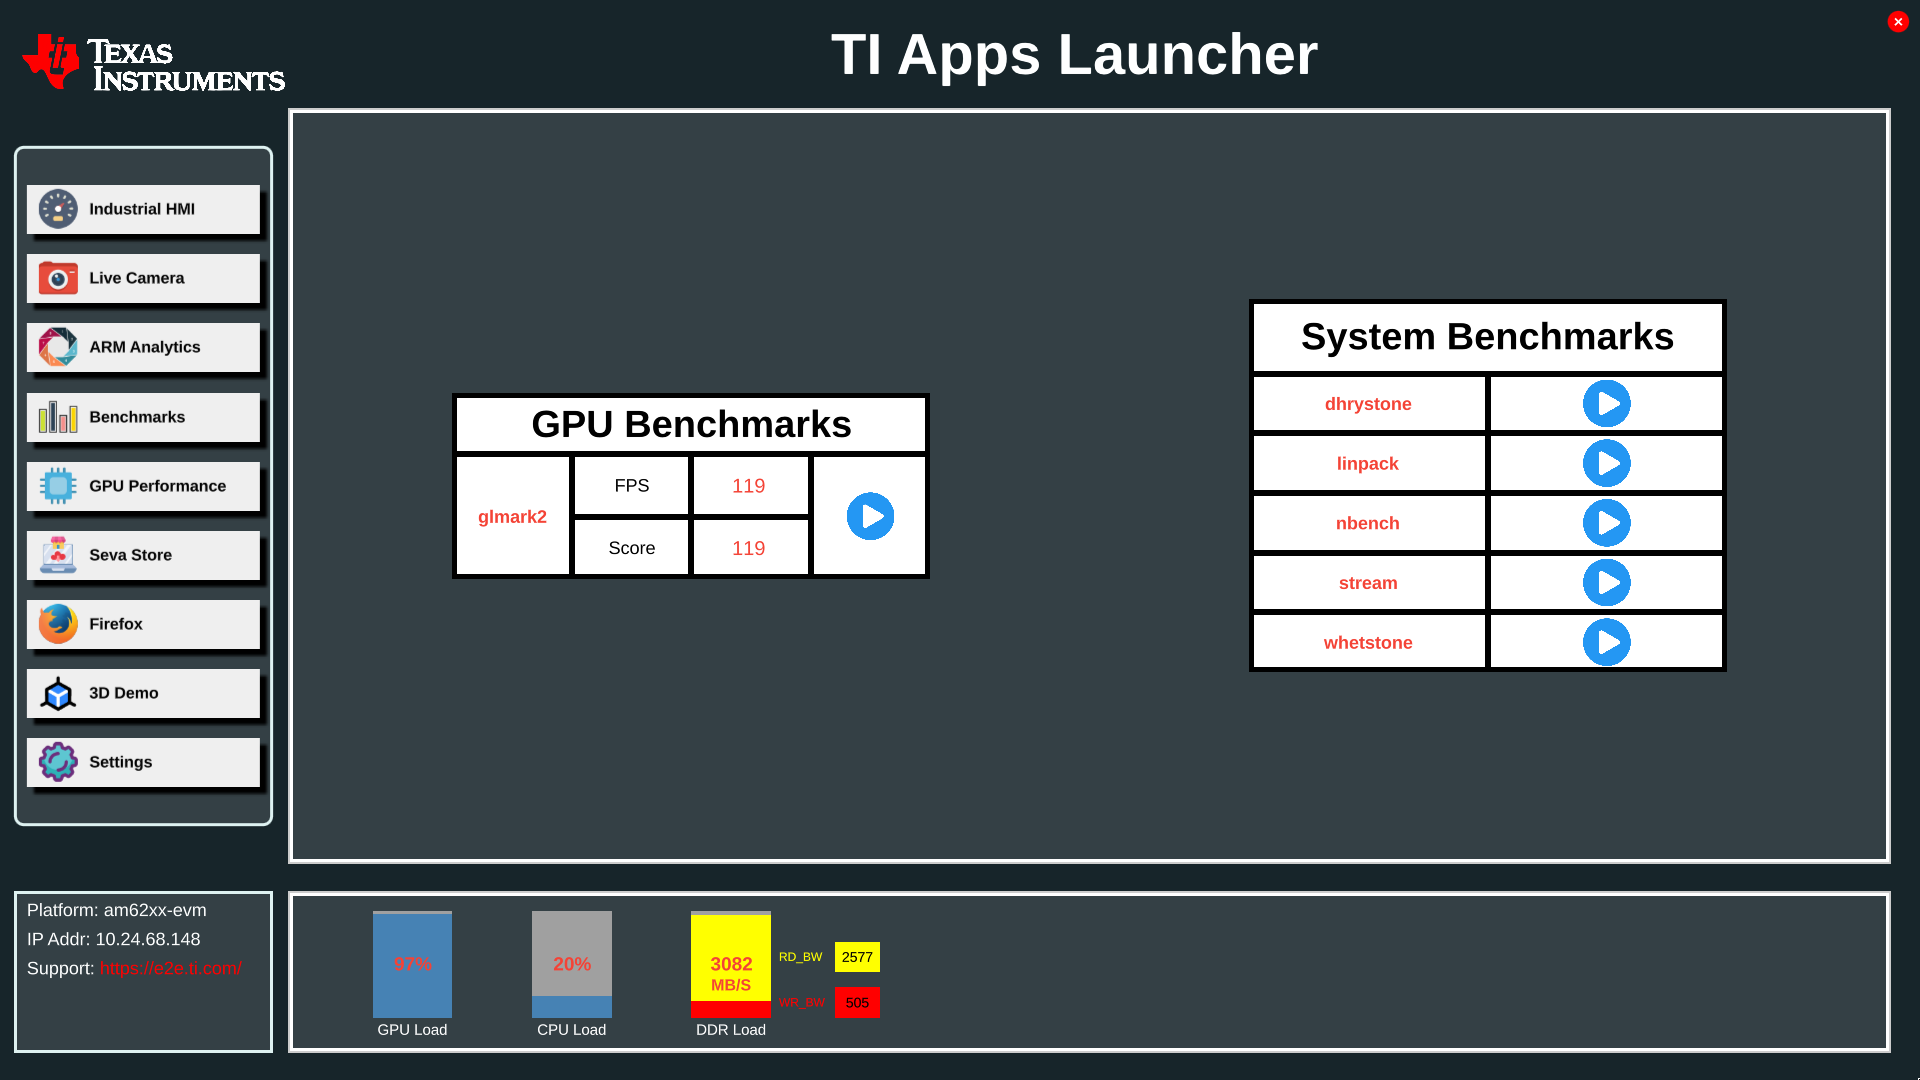 TEXAS
INSTRUMENTS
TI Apps Launcher
Industrial HMI
Live Camera
ARM Analytics
Benchmarks
GPU Performance
Seva Store
Firefox
3D Demo
Settings
GPU Benchmarks
glmark2
FPS
119
Score
119
System Benchmarks
dhrystone
linpack
nbench
stream
whetstone
Platform: am62xx-evm
IP Addr: 10.24.68.148
Support: https://e2e.ti.com/
97%
GPU Load
20%
CPU Load
3082
MB/S
DDR Load
RD_BW 2577
WR_BW 505